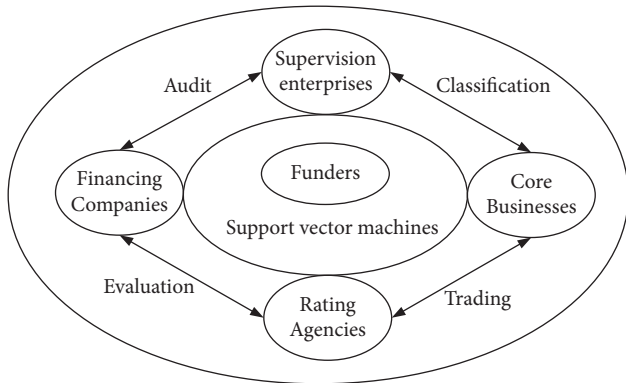 Supervision
enterprises
Audit
Classification
Financing
Companies
Funders
Core
Businesses
Support vector machines
Evaluation
Trading
Rating
Agencies